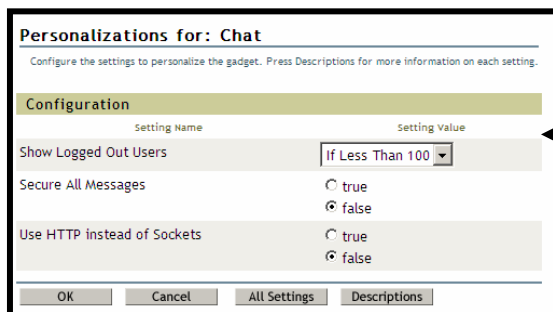 Personalizations for: Chat
Configure the settings to personalize the gadget. Press Descriptions for more information on each setting.
Configuration
Setting Name Setting Value
Show Logged Out Users If Less Than 100
Secure All Messages true
false
Use HTTP instead of Sockets true
false
OK Cancel All Settings Descriptions